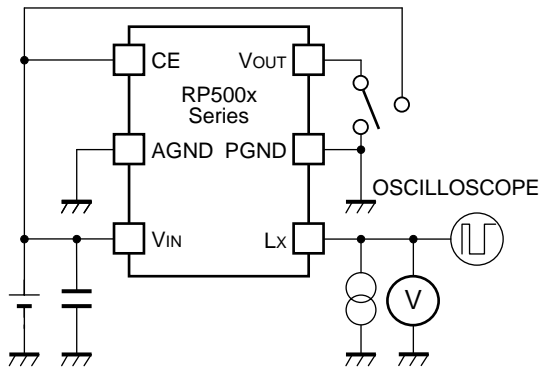 CE
VOUT
RP500x
Series
AGND
PGND
OSCILLOSCOPE
VIN
LX
V